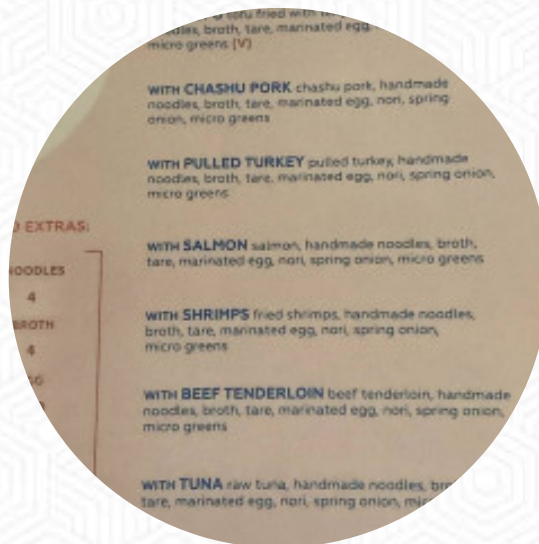 tofu fried with
noodles, broth, tare, marinated egg,
micro greens (V)
WITH CHASHU PORK chashu pork, handmade
noodles, broth, tare, marinated egg, nori, spring
onion, micro greens
WITH PULLED TURKEY pulled turkey, handmade
noodles, broth, tare, marinated egg, nori, spring onion,
micro greens
WITH SALMON salmon, handmade noodles, broth,
tare, marinated egg, nori, spring onion, micro greens
WITH SHRIMPS fried shrimps, handmade noodles,
broth, tare, marinated egg, nori, spring onion,
micro greens
WITH BEEF TENDERLOIN beef tenderloin, handmade
noodles, broth, tare, marinated egg, nori, spring onion,
micro greens
WITH TUNA raw tuna, handmade noodles,
tare, marinated egg, nori, spring onion,
EXTRAS:
NOODLES
4
BROTH
4